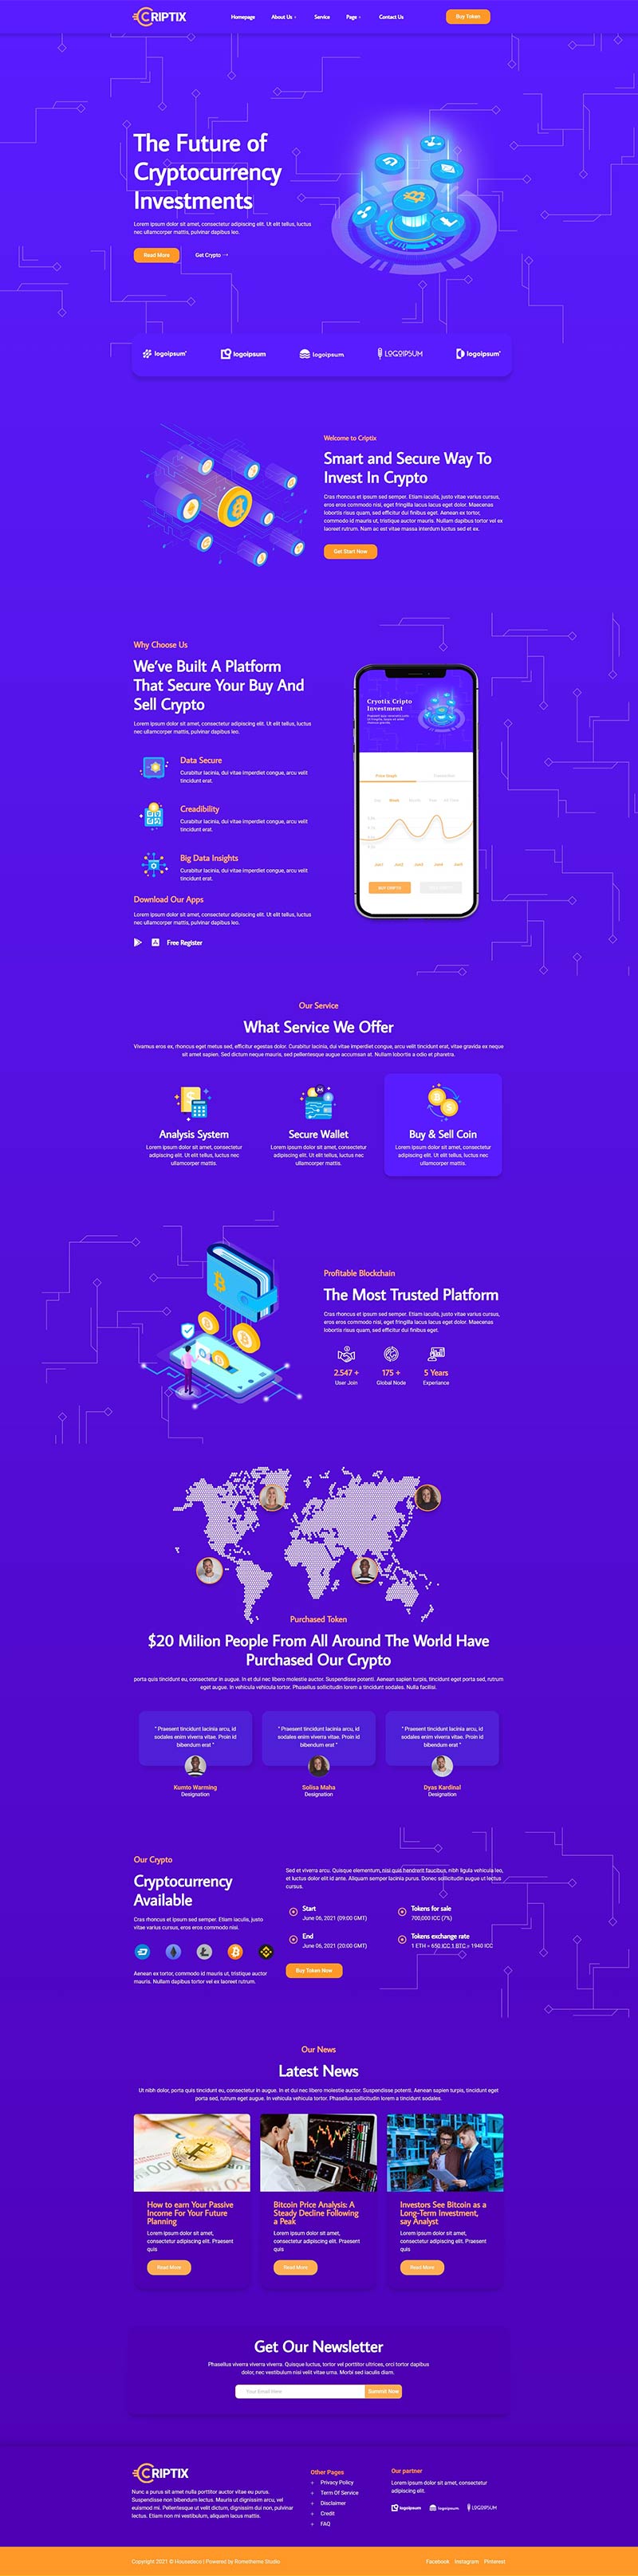 CRIPTIX
Homepage
About Us
Service
Page
Contact Us
Buy Token
The Future of
Cryptocurrency
Investments
Lorem ipsum dolor sit amet, consectetur adipiscing elit. Ut elit tellus, luctus
nec ullamcorper mattis, pulvinar dapibus leo.
Read More
Get Crypto →
logoipsum
logoipsum
logoipsum
LOGOIPSUM
logoipsum
Welcome to Criptix
Smart and Secure Way To
Invest In Crypto
Cras rhoncus et ipsum sed semper. Etiam iaculis, justo vitae varius cursus,
eros eros commodo nisi, eget fringilla lacus lacus eget dolor. Maecenas
lobortis risus quam, sed efficitur dui finibus eget. Aenean ex tortor,
commodo id mauris ut, tristique auctor mauris. Nullam dapibus tortor vel ex
laoreet rutrum. Nam ac est vitae massa interdum luctus sed et ex.
Get Start Now
Why Choose Us
We've Built A Platform
That Secure Your Buy And
Sell Crypto
Lorem ipsum dolor sit amet, consectetur adipiscing elit. Ut elit tellus, luctus
nec ullamcorper mattis, pulvinar dapibus leo.
Data Secure
Curabitur lacinia, dui vitae imperdiet congue, arcu velit
tincidunt erat.
Creadibility
Curabitur lacinia, dui vitae imperdiet congue, arcu velit
tincidunt erat.
Big Data Insights
Curabitur lacinia, dui vitae imperdiet congue, arcu velit
tincidunt erat.
Download Our Apps
Lorem ipsum dolor sit amet, consectetur adipiscing elit. Ut elit tellus, luctus
nec ullamcorper mattis, pulvinar dapibus leo.
Free Register
Cryotix Cripto
Investment
BUY CRIPTO
Our Service
What Service We Offer
Vivamus eros ex, rhoncus eget metus sed, efficitur egestas dolor. Curabitur lacinia, dui vitae imperdiet congue, arcu velit tincidunt erat, vitae gravida ex neque
sit amet sapien. Sed dictum neque mauris, sed pellentesque augue accumsan at. Nullam lobortis a odio et pharetra.
Analysis System
Lorem ipsum dolor sit amet, consectetur
adipiscing elit. Ut elit tellus, luctus nec
ullamcorper mattis.
Secure Wallet
Lorem ipsum dolor sit amet, consectetur
adipiscing elit. Ut elit tellus, luctus nec
ullamcorper mattis.
Buy & Sell Coin
Lorem ipsum dolor sit amet, consectetur
adipiscing elit. Ut elit tellus, luctus nec
ullamcorper mattis.
Profitable Blockchain
The Most Trusted Platform
Cras rhoncus et ipsum sed semper. Etiam iaculis, justo vitae varius cursus,
eros eros commodo nisi, eget fringilla lacus lacus eget dolor. Maecenas
lobortis risus quam, sed efficitur dui finibus eget.
2.547 +
User Join
175 +
Global Node
5 Years
Experiance
Purchased Token
$20 Milion People From All Around The World Have
Purchased Our Crypto
porta quis tincidunt eu, consectetur in augue. In et dui nec libero molestie auctor. Suspendisse potenti. Aenean sapien turpis, tincidunt eget porta sed, rutrum
eget augue. In vehicula vehicula tortor. Phasellus sollicitudin lorem a tincidunt sodales. Nulla facilisi.
" Praesent tincidunt lacinia arcu, id
sodales enim viverra vitae. Proin id
bibendum erat "
Kumto Warming
Designation
" Praesent tincidunt lacinia arcu, id
sodales enim viverra vitae. Proin id
bibendum erat "
Solisa Maha
Designation
" Praesent tincidunt lacinia arcu, id
sodales enim viverra vitae. Proin id
bibendum erat "
Dyas Kardinal
Designation
Our Crypto
Cryptocurrency
Available
Cras rhoncus et ipsum sed semper. Etiam iaculis, justo
vitae varius cursus, eros eros commodo nisi.
Aenean ex tortor, commodo id mauris ut, tristique auctor
mauris. Nullam dapibus tortor vel ex laoreet rutrum.
Sed et viverra arcu. Quisque elementum, nisi quis hendrerit faucibus, nibh ligula vehicula leo,
et luctus dolor elit id ante. Aliquam semper lacinia purus. Donec sollicitudin augue ut lectus
cursus.
Start
June 06, 2021 (09:00 GMT)
Tokens for sale
700,000 ICC (7%)
End
June 06, 2021 (20:00 GMT)
Tokens exchange rate
1 ETH = 650 ICC 1 BTC = 1940 ICC
Buy Token Now
Our News
Latest News
Ut nibh dolor, porta quis tincidunt eu, consectetur in augue. In et dui nec libero molestie auctor. Suspendisse potenti. Aenean sapien turpis, tincidunt eget
porta sed, rutrum eget augue. In vehicula vehicula tortor. Phasellus sollicitudin lorem a tincidunt sodales.
How to earn Your Passive
Income For Your Future
Planning
Lorem ipsum dolor sit amet,
consectetur adipiscing elit. Praesent
quis
Read More
Bitcoin Price Analysis: A
Steady Decline Following
a Peak
Lorem ipsum dolor sit amet,
consectetur adipiscing elit. Praesent
quis
Read More
Investors See Bitcoin as a
Long-Term Investment,
say Analyst
Lorem ipsum dolor sit amet,
consectetur adipiscing elit. Praesent
quis
Read More
Get Our Newsletter
Phasellus viverra viverra viverra. Quisque luctus, tortor vel porttitor ultrices, orci tortor dapibus
dolor, nec vestibulum nisi velit vitae urna. Morbi sed iaculis diam.
Your Email Here
Summit Now
CRIPTIX
Nunc a purus sit amet nulla porttitor auctor vitae eu purus.
Suspendisse non bibendum lectus. Mauris ut dignissim arcu, vel
euismod mi. Pellentesque ut velit dictum, dignissim dui non, pulvinar
lectus. Etiam non mi vestibulum, aliquam lacus mattis.
Other Pages
Privacy Policy
Term Of Service
Disclaimer
Credit
FAQ
Our partner
Lorem ipsum dolor sit amet, consectetur
adipiscing elit.
logoipsum
logoipsum
LOGOIPSUM
Copyright 2021 © Housedeco | Powered by Rometheme Studio
Facebook
Instagram
Pinterest